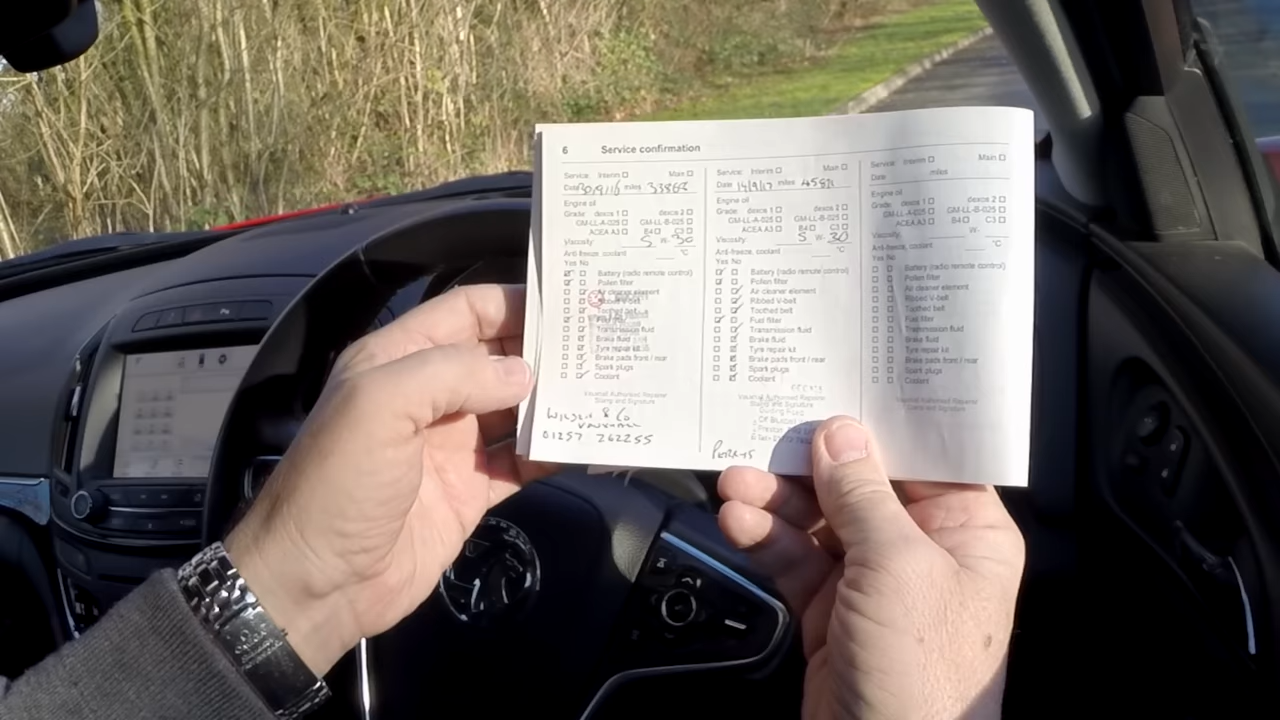 6 Service confirmation
Service: Interim Main
Date miles
Engine oil
Grade: dexos 1 dexos 2
GM-LL-A-025 GM-LL-B-025
ACEA A3 B4 C3
Viscosity 5 W- 30
Anti-freeze, coolant °C
Yes No
Battery (radio remote control)
Pollen filter
Air cleaner element
Ribbed V-belt
Toothed belt
Fuel filter
Transmission fluid
Brake fluid
Tyre repair kit
Brake pads front / rear
Spark plugs
Coolant
Vauxhall Authorised Repairer
Stamp and Signature
& Co
01257 262255
Service: Interim Main
Date 14/9/17 miles
Engine oil
Grade: dexos 1 dexos 2
GM-LL-A-025 GM-LL-B-025
ACEA A3 B4 C3
Viscosity 5 W- 30
Anti-freeze, coolant °C
Yes No
Battery (radio remote control)
Pollen filter
Air cleaner element
Ribbed V-belt
Toothed belt
Fuel filter
Transmission fluid
Brake fluid
Tyre repair kit
Brake pads front / rear
Spark plugs
Coolant
Vauxhall Authorised Repairer
Stamp and Signature
Preston
Service: Interim Main
Date miles
Engine oil
Grade: dexos 1 dexos 2
GM-LL-A-025 GM-LL-B-025
ACEA A3 B4 C3
W-
Anti-freeze, coolant °C
Yes No
Battery (radio remote control)
Pollen filter
Air cleaner element
Ribbed V-belt
Toothed belt
Fuel filter
Transmission fluid
Brake fluid
Tyre repair kit
Brake pads front / rear
Spark plugs
Coolant
Vauxhall Authorised Repairer
Stamp and Signature